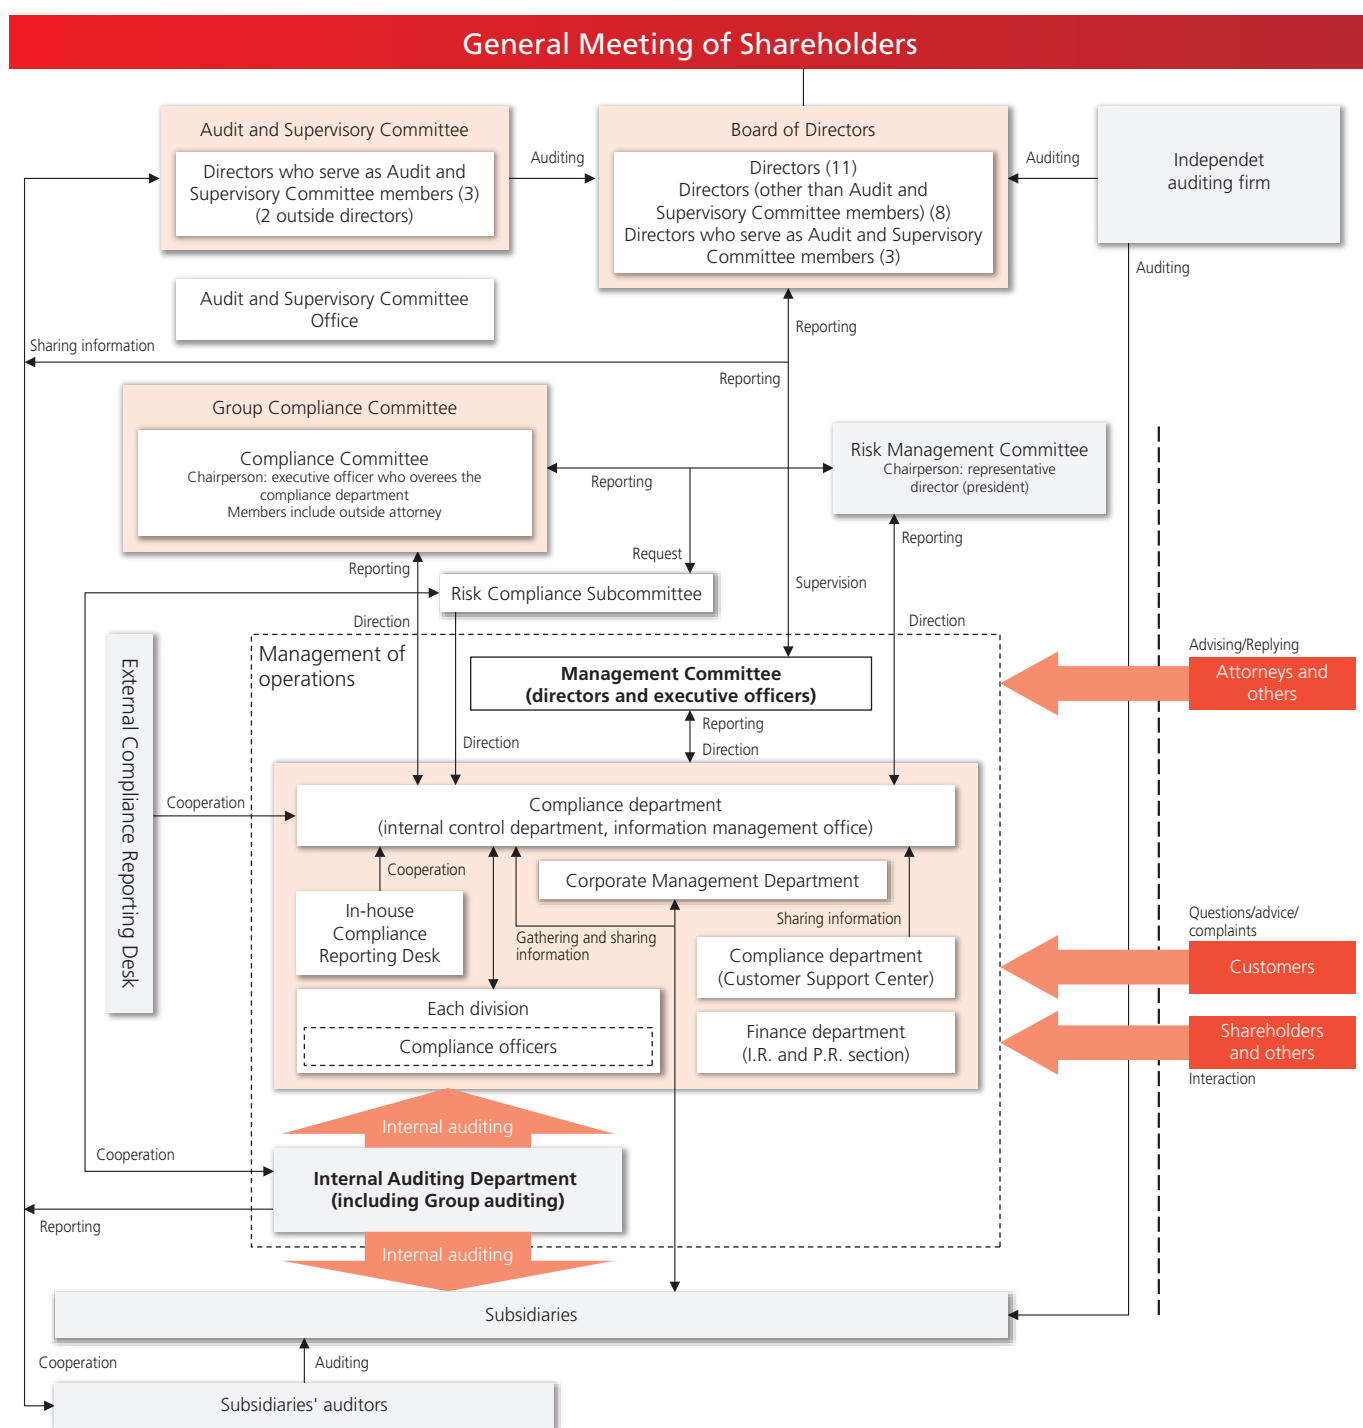 General Meeting of Shareholders
Audit and Supervisory Committee
Directors who serve as Audit and
Supervisory Committee members (3)
(2 outside directors)
Auditing
Board of Directors
Directors (11)
Directors (other than Audit and
Supervisory Committee members) (8)
Directors who serve as Audit and Supervisory
Committee members (3)
Auditing
Independet
auditing firm
Auditing
Audit and Supervisory Committee
Office
Sharing information
Reporting
Reporting
Group Compliance Committee
Compliance Committee
Chairperson: executive officer who overees the
compliance department
Members include outside attorney
Reporting
Risk Management Committee
Chairperson: representative
director (president)
Reporting
Request
Reporting
Risk Compliance Subcommittee
Supervision
Direction
Direction
External Compliance Reporting Desk
Management of
operations
Management Committee
(directors and executive officers)
Advising/Replying
Attorneys and
others
Reporting
Direction
Direction
Cooperation
Compliance department
(internal control department, information management office)
Cooperation
Corporate Management Department
In-house
Compliance
Reporting Desk
Gathering and sharing
information
Sharing information
Compliance department
(Customer Support Center)
Questions/advice/
complaints
Customers
Each division
Compliance officers
Finance department
(I.R. and P.R. section)
Shareholders
and others
Interaction
Internal auditing
Cooperation
Internal Auditing Department
(including Group auditing)
Reporting
Internal auditing
Subsidiaries
Cooperation
Auditing
Subsidiaries' auditors